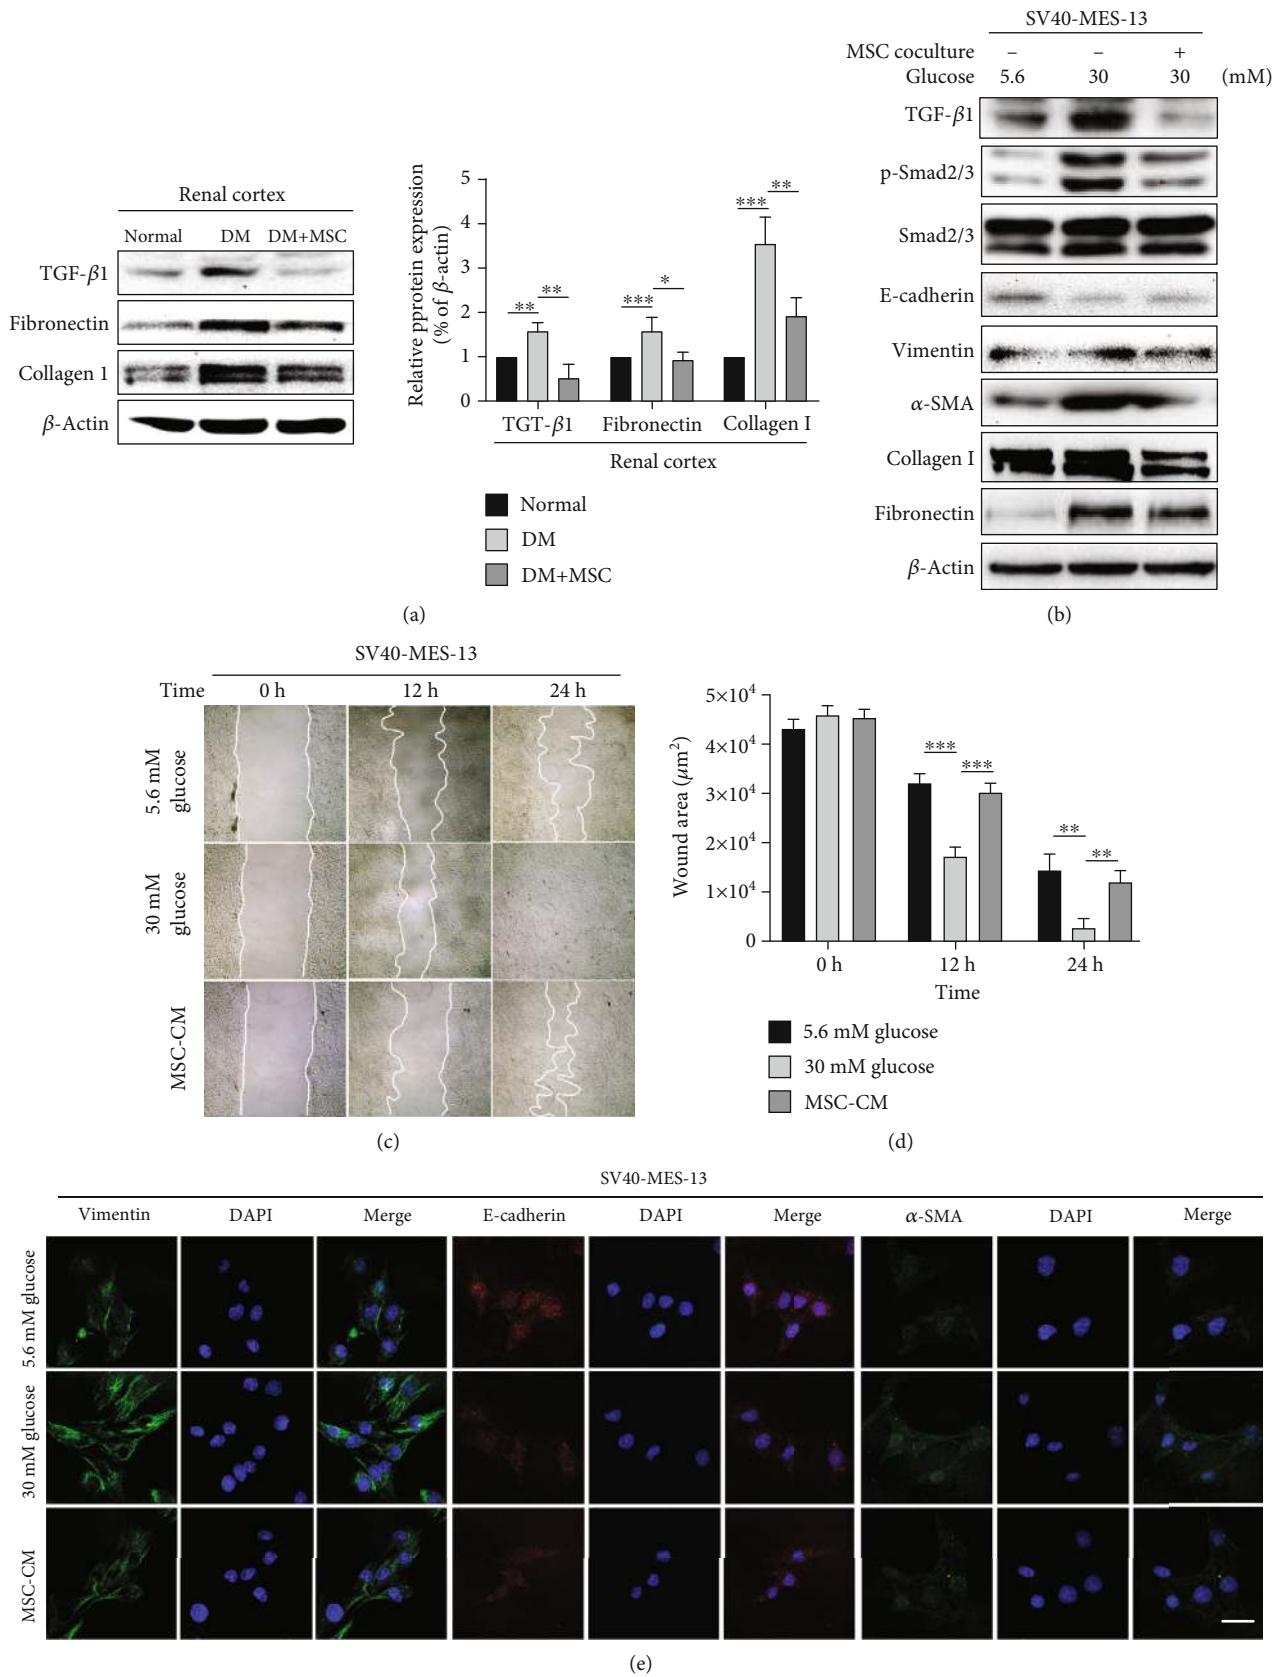 Renal cortex
Normal DM DM+MSC
TGF-β1
Fibronectin
Collagen 1
β-Actin
Relative pprotein expression
(% of β-actin)
5
4
3
2
1
0
** **
*** *
*** **
TGT-β1 Fibronectin Collagen I
Renal cortex
Normal
DM
DM+MSC
(a)
SV40-MES-13
MSC coculture – – +
Glucose 5.6 30 30 (mM)
TGF-β1
p-Smad2/3
Smad2/3
E-cadherin
Vimentin
α-SMA
Collagen I
Fibronectin
β-Actin
(b)
SV40-MES-13
Time 0 h 12 h 24 h
5.6 mM
glucose
30 mM
glucose
MSC-CM
(c)
Wound area (μm²)
5×10⁴
4×10⁴
3×10⁴
2×10⁴
1×10⁴
0
*** ***
** **
0 h 12 h 24 h
Time
5.6 mM glucose
30 mM glucose
MSC-CM
(d)
SV40-MES-13
Vimentin DAPI Merge E-cadherin DAPI Merge α-SMA DAPI Merge
5.6 mM glucose
30 mM glucose
MSC-CM
(e)